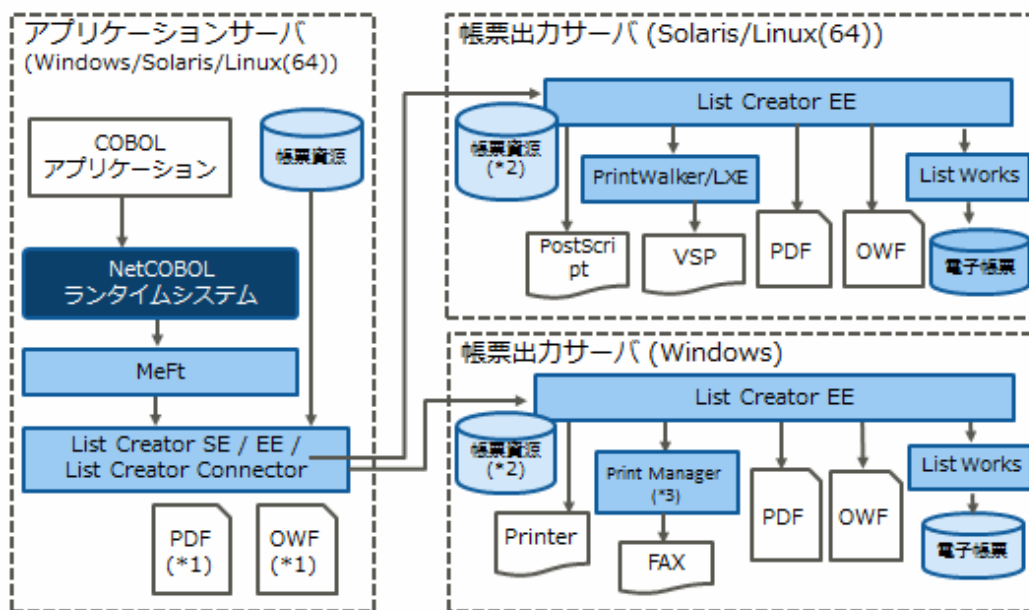 アプリケーションサーバ
(Windows/Solaris/Linux(64))
COBOL
アプリケーション
帳票資源
NetCOBOL
ランタイムシステム
MeFt
List Creator SE / EE /
List Creator Connector
PDF
(*1)
OWF
(*1)
帳票出力サーバ (Solaris/Linux(64))
List Creator EE
帳票資源
(*2)
PrintWalker/LXE
List Works
PostScri
pt
VSP
PDF
OWF
電子帳票
帳票出力サーバ (Windows)
List Creator EE
帳票資源
(*2)
Print Manager
(*3)
List Works
Printer
FAX
PDF
OWF
電子帳票